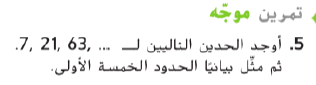 تمرين موجّه
5. أوجد الحدين التاليين لـ ... ,7, 21, 63.
ثم مثّل بيانيًا الحدود الخمسة الأولى.